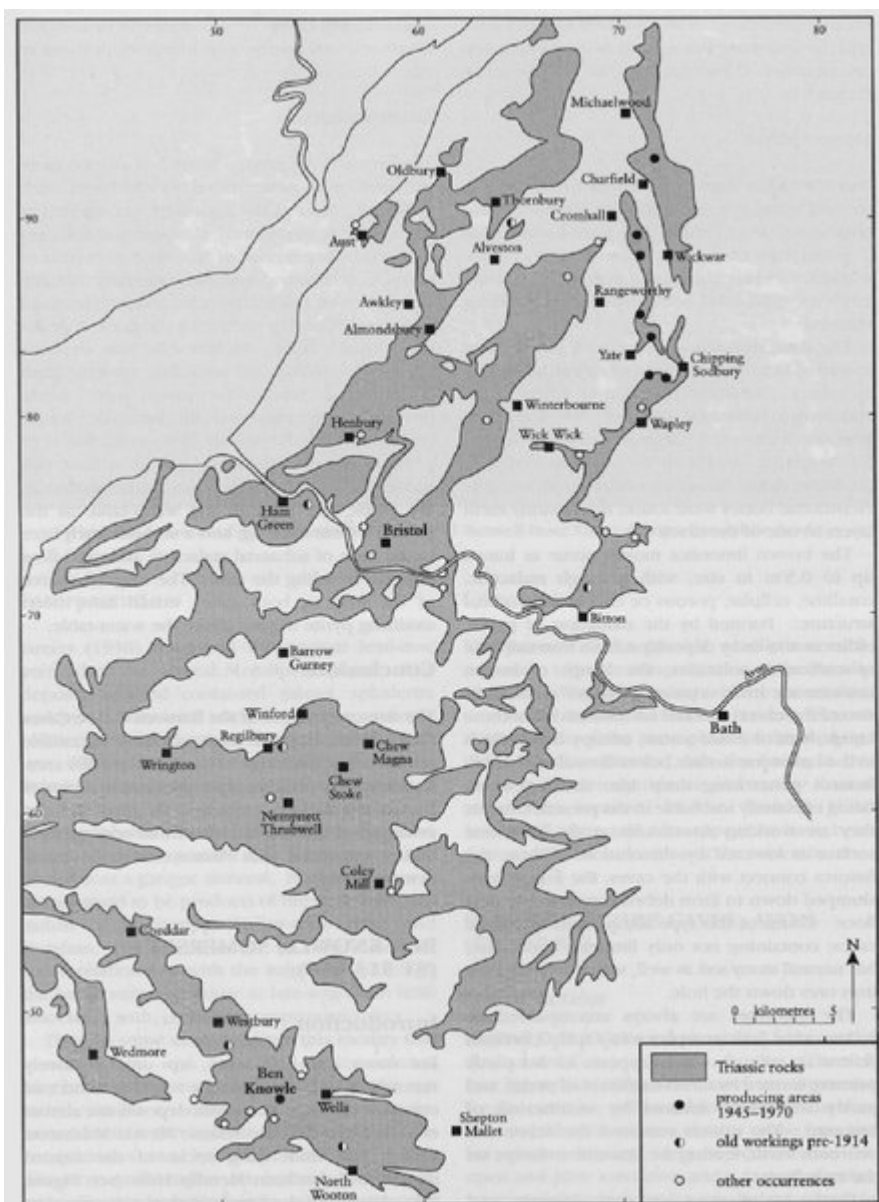 50
60
70
80
Michaelwood
Oldbury
Charfield
Thornbury
Cromhall
90
Aust
Alveston
Wickwar
Awkley
Rangeworthy
Almondsbury
Yate
Chipping
Sodbury
80
Winterbourne
Henbury
Wapley
Wick Wick
Ham
Green
Bristol
70
Bitton
Barrow
Gurney
Winford
Bath
Regilbury
Chew
Magna
Wrington
Chew
Stoke
60
Nempnett
Thrubwell
Coley
Mill
Cheddar
N
50
Westbury
0 kilometres 5
Wedmore
Ben
Knowle
Wells
Shepton
Mallet
North
Wooton
Triassic rocks
producing areas
1945–1970
old workings pre-1914
other occurrences